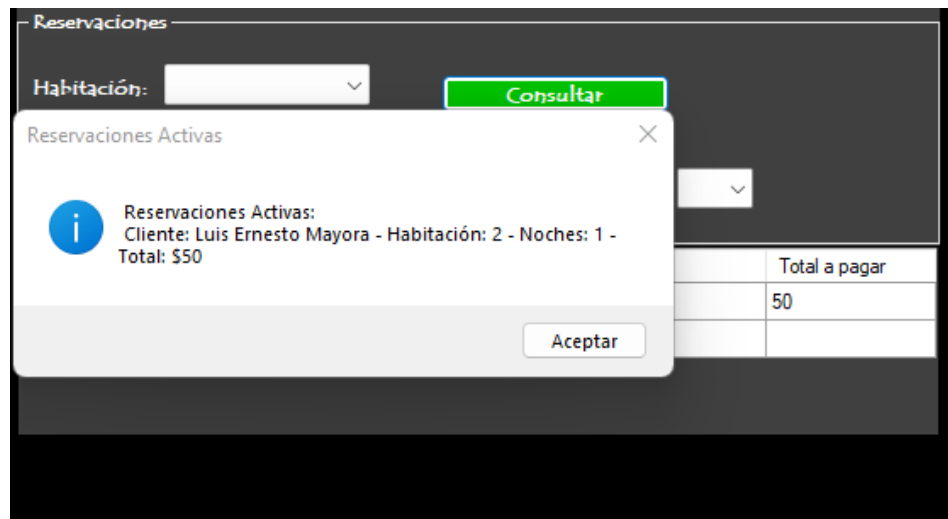 Reservaciones
Habitación:
Consultar
Reservaciones Activas
Reservaciones Activas:
Cliente: Luis Ernesto Mayora - Habitación: 2 - Noches: 1 -
Total: $50
Aceptar
Total a pagar
50